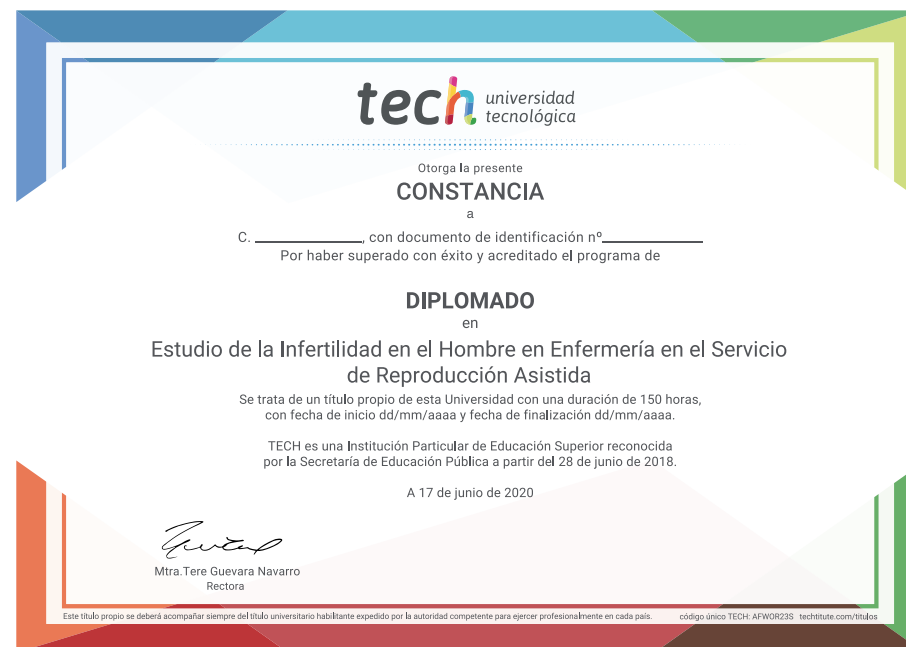 tech universidad
tecnológica
Otorga la presente
CONSTANCIA
a
C. ____________, con documento de identificación nº____________
Por haber superado con éxito y acreditado el programa de
DIPLOMADO
en
Estudio de la Infertilidad en el Hombre en Enfermería en el Servicio
de Reproducción Asistida
Se trata de un título propio de esta Universidad con una duración de 150 horas,
con fecha de inicio dd/mm/aaaa y fecha de finalización dd/mm/aaaa.
TECH es una Institución Particular de Educación Superior reconocida
por la Secretaría de Educación Pública a partir del 28 de junio de 2018.
A 17 de junio de 2020
Mtra.Tere Guevara Navarro
Rectora
Este título propio se deberá acompañar siempre del título universitario habilitante expedido por la autoridad competente para ejercer profesionalmente en cada país. código único TECH: AFWOR23S techtitute.com/titulos